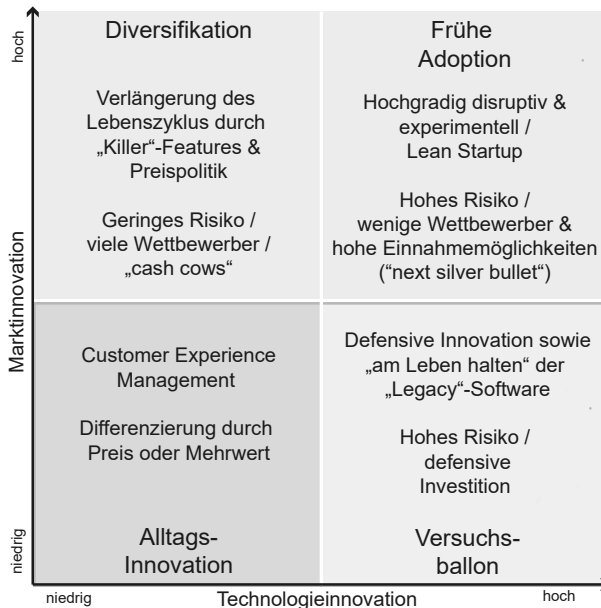 hoch
Marktinnovation
niedrig
Diversifikation
Verlängerung des
Lebenszyklus durch
„Killer“-Features &
Preispolitik
Geringes Risiko /
viele Wettbewerber /
„cash cows“
Frühe
Adoption
Hochgradig disruptiv &
experimentell /
Lean Startup
Hohes Risiko /
wenige Wettbewerber &
hohe Einnahmemöglichkeiten
(“next silver bullet“)
Customer Experience
Management
Differenzierung durch
Preis oder Mehrwert
Alltags-
Innovation
Defensive Innovation sowie
„am Leben halten“ der
„Legacy“-Software
Hohes Risiko /
defensive
Investition
Versuchs-
ballon
niedrig
Technologieinnovation
hoch